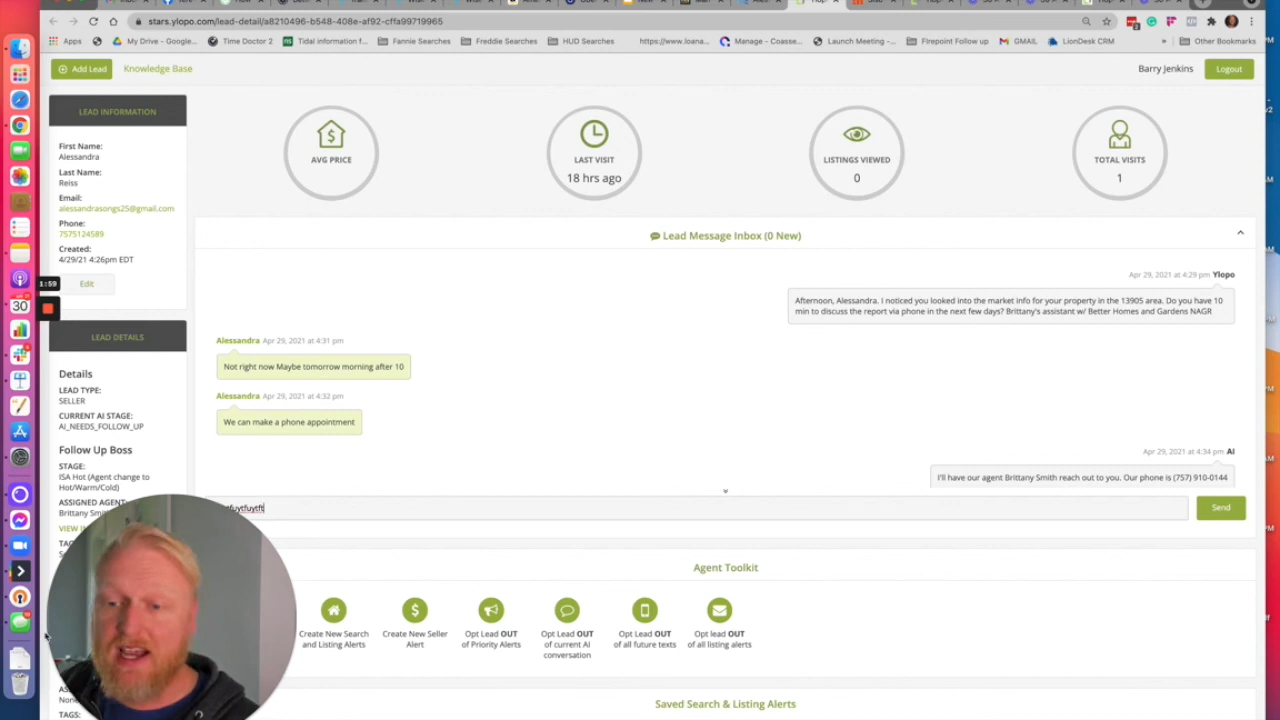 stars.ylopo.com/lead-detail/a8210496-b548-408e-af92-cffa99719965
Apps My Drive - Google... Time Doctor 2 Tidal information f... Fannie Searches Freddie Searches HUD Searches https://www.loana... Manage - Coasse... Launch Meeting -... FIrepoint Follow up GMAIL LionDesk CRM » Other Bookmarks
Add Lead Knowledge Base Barry Jenkins Logout
LEAD INFORMATION
First Name:
Alessandra
Last Name:
Reiss
Email:
alessandrasongs25@gmail.com
Phone:
7575124589
Created:
4/29/21 4:26pm EDT
Edit
1:59
30
LEAD DETAILS
Details
LEAD TYPE:
SELLER
CURRENT AI STAGE:
AI_NEEDS_FOLLOW_UP
Follow Up Boss
STAGE:
ISA Hot (Agent change to
Hot/Warm/Cold)
ASSIGNED AGENT:
Brittany Smi
VIEW I
TA
AS
None
TAGS:
AVG PRICE
LAST VISIT
18 hrs ago
LISTINGS VIEWED
0
TOTAL VISITS
1
Lead Message Inbox (0 New)
Apr 29, 2021 at 4:29 pm Ylopo
Afternoon, Alessandra. I noticed you looked into the market info for your property in the 13905 area. Do you have 10
min to discuss the report via phone in the next few days? Brittany's assistant w/ Better Homes and Gardens NAGR
Alessandra Apr 29, 2021 at 4:31 pm
Not right now Maybe tomorrow morning after 10
Alessandra Apr 29, 2021 at 4:32 pm
We can make a phone appointment
Apr 29, 2021 at 4:34 pm AI
I'll have our agent Brittany Smith reach out to you. Our phone is (757) 910-0144
fuytfuytft
Send
Agent Toolkit
Create New Search
and Listing Alerts
Create New Seller
Alert
Opt Lead OUT
of Priority Alerts
Opt Lead OUT
of current AI
conversation
Opt Lead OUT
of all future texts
Opt lead OUT
of all listing alerts
Saved Search & Listing Alerts